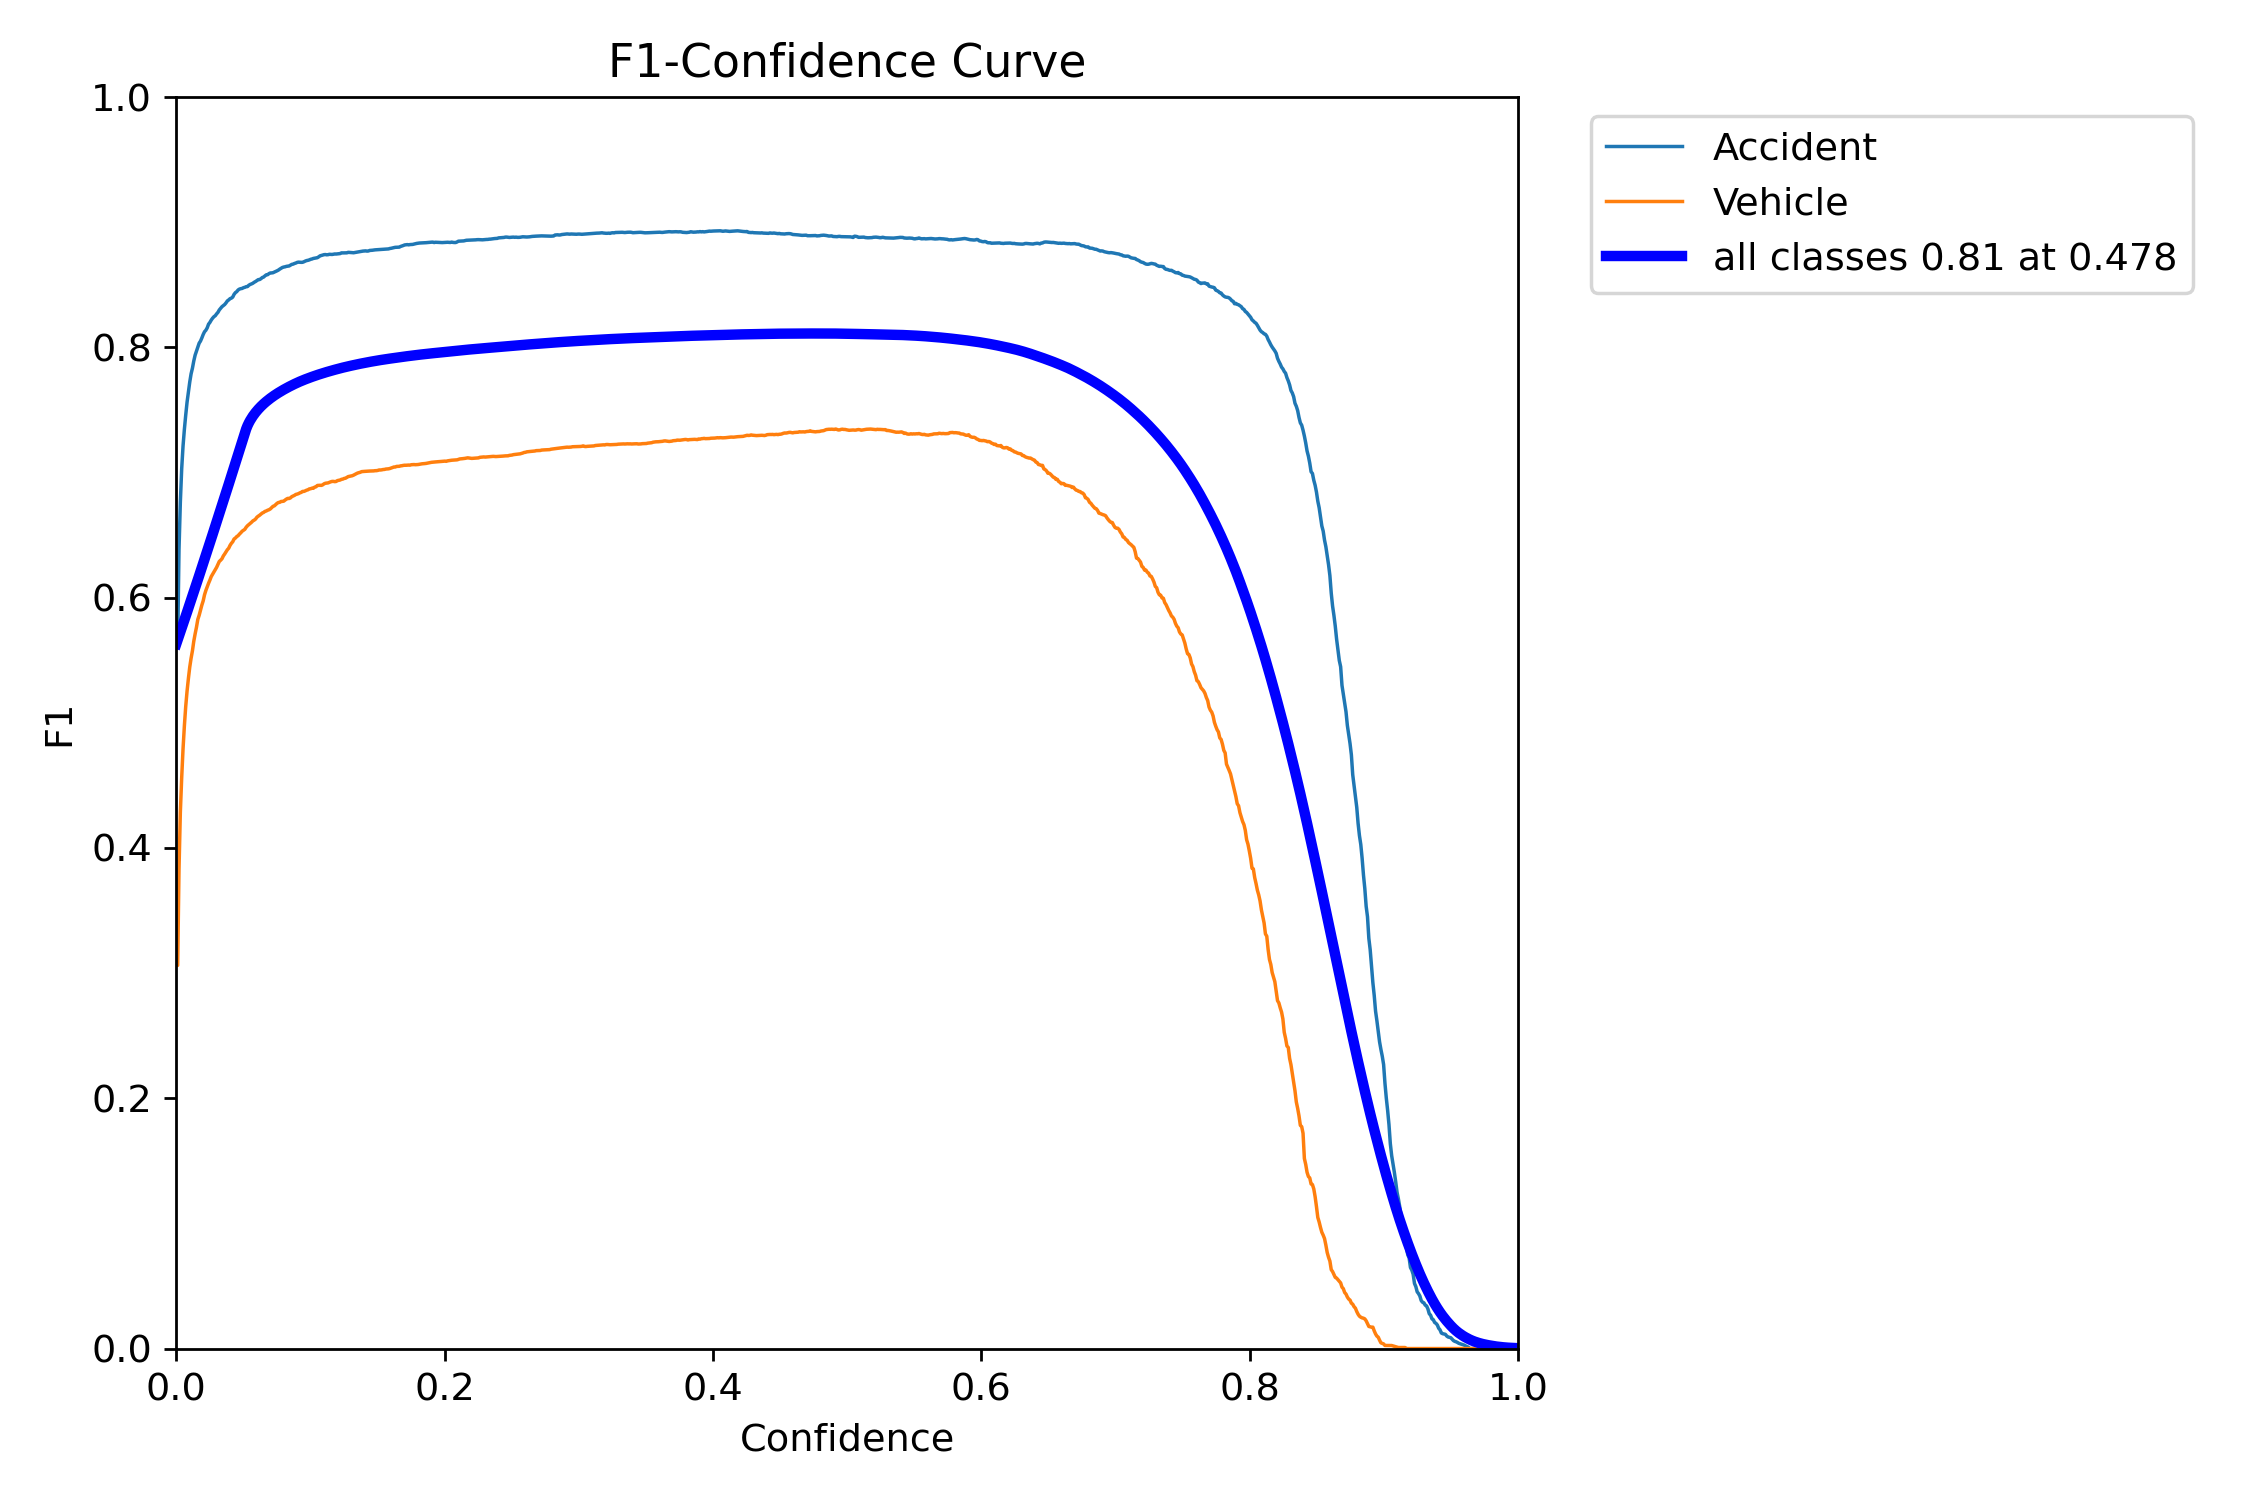 F1-Confidence Curve
1.0
0.8
0.6
0.4
0.2
0.0
F1
0.0 0.2 0.4 0.6 0.8 1.0
Confidence
Accident
Vehicle
all classes 0.81 at 0.478